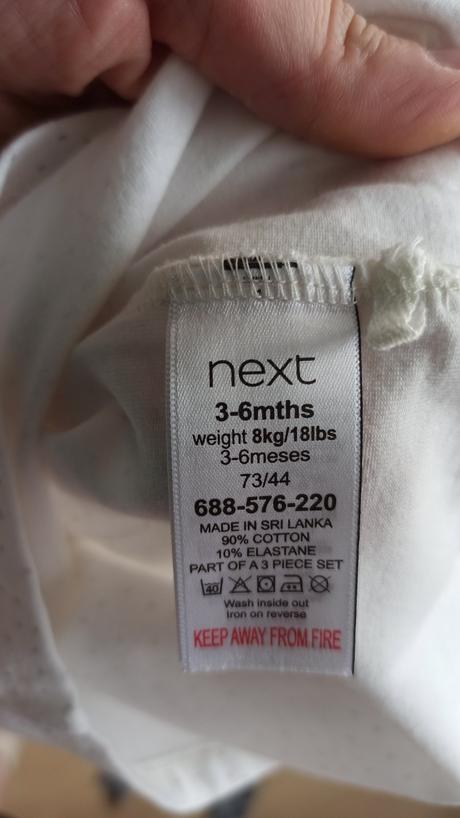 next
3-6mths
weight 8kg/18lbs
3-6meses
73/44
688-576-220
MADE IN SRI LANKA
90% COTTON
10% ELASTANE
PART OF A 3 PIECE SET
40
Wash inside out
Iron on reverse
KEEP AWAY FROM FIRE